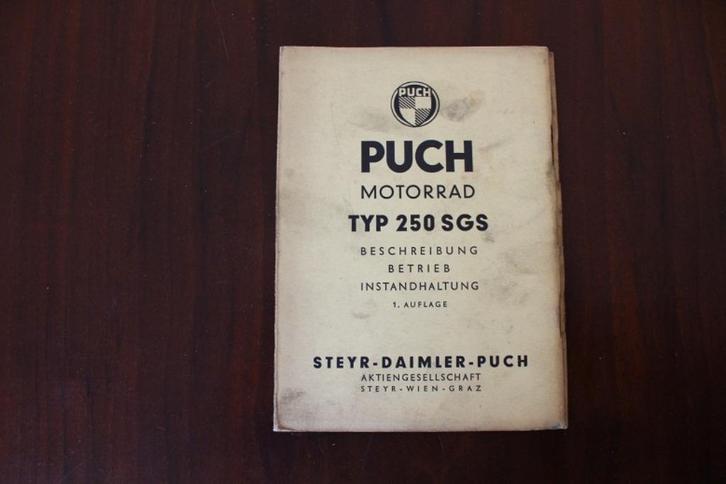 PUCH
PUCH
MOTORRAD
TYP 250 SGS
BESCHREIBUNG
BETRIEB
INSTANDHALTUNG
1. AUFLAGE
STEYR-DAIMLER-PUCH
AKTIENGESELLSCHAFT
STEYR-WIEN-GRAZ